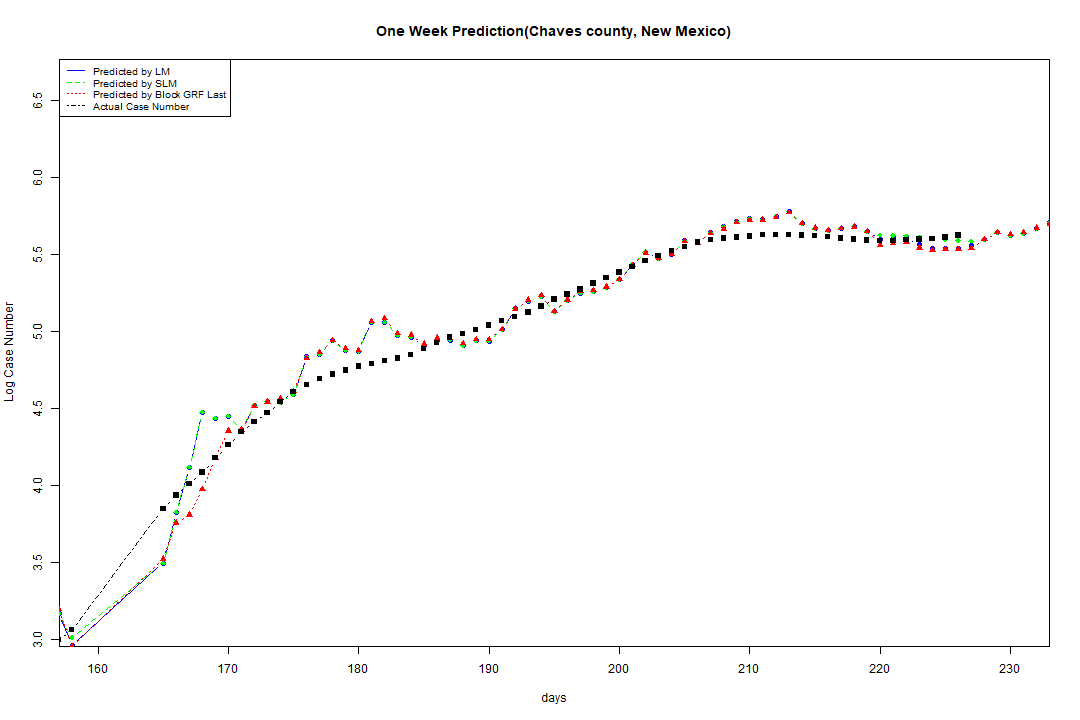 One Week Prediction(Chaves county, New Mexico)
Predicted by LM
Predicted by SLM
Predicted by Block GRF Last
Actual Case Number
Log Case Number
6.5
6.0
5.5
5.0
4.5
4.0
3.5
3.0
160 170 180 190 200 210 220 230
days